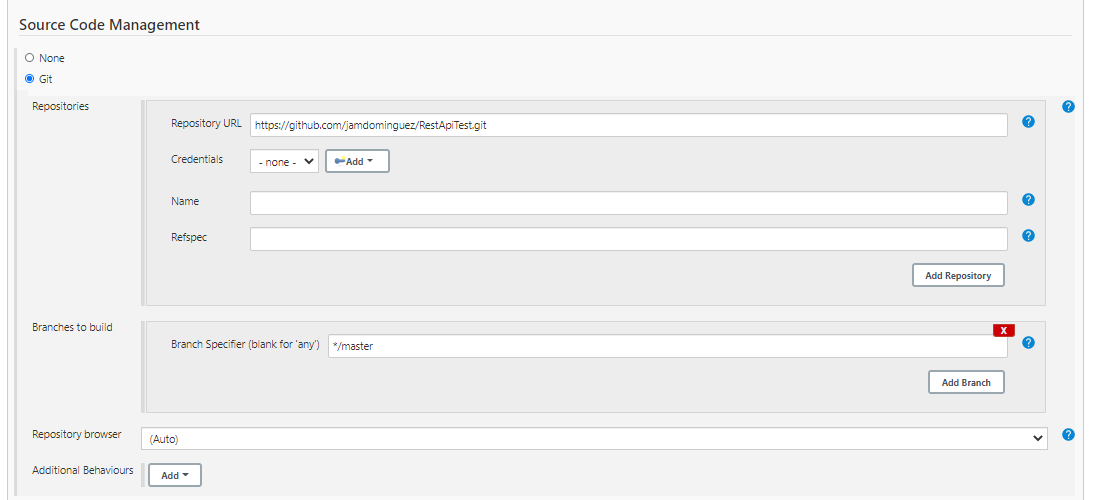 Source Code Management
None
Git
Repositories
Repository URL https://github.com/jamdominguez/RestApiTest.git
Credentials - none - Add
Name
Refspec
Add Repository
Branches to build
X
Branch Specifier (blank for 'any') */master
Add Branch
Repository browser (Auto)
Additional Behaviours Add